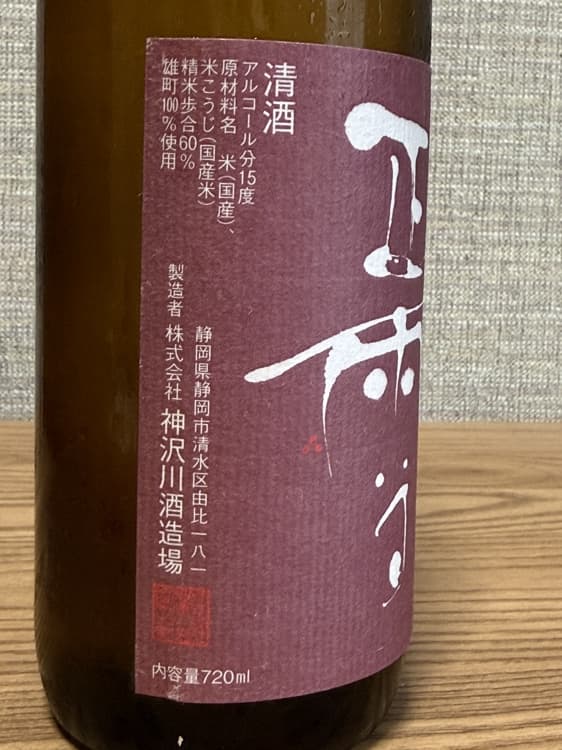 正雪
清酒
アルコール分15度
原材料名 米(国産)、
米こうじ(国産米)
精米歩合60%
雄町100%使用
静岡県静岡市清水区由比一八一
製造者 株式会社 神沢川酒造場
内容量720ml